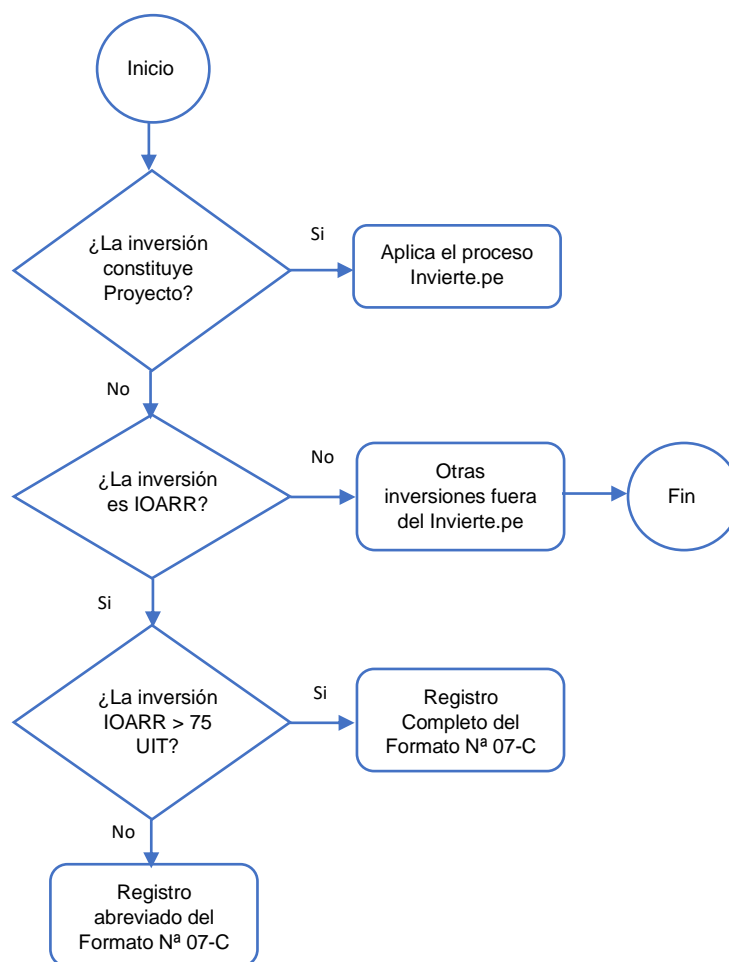 Inicio
¿La inversión
constituye
Proyecto?
Si
Aplica el proceso
Invierte.pe
No
¿La inversión
es IOARR?
No
Otras
inversiones fuera
del Invierte.pe
Fin
Si
¿La inversión
IOARR > 75
UIT?
Si
Registro
Completo del
Formato Nª 07-C
No
Registro
abreviado del
Formato Nª 07-C